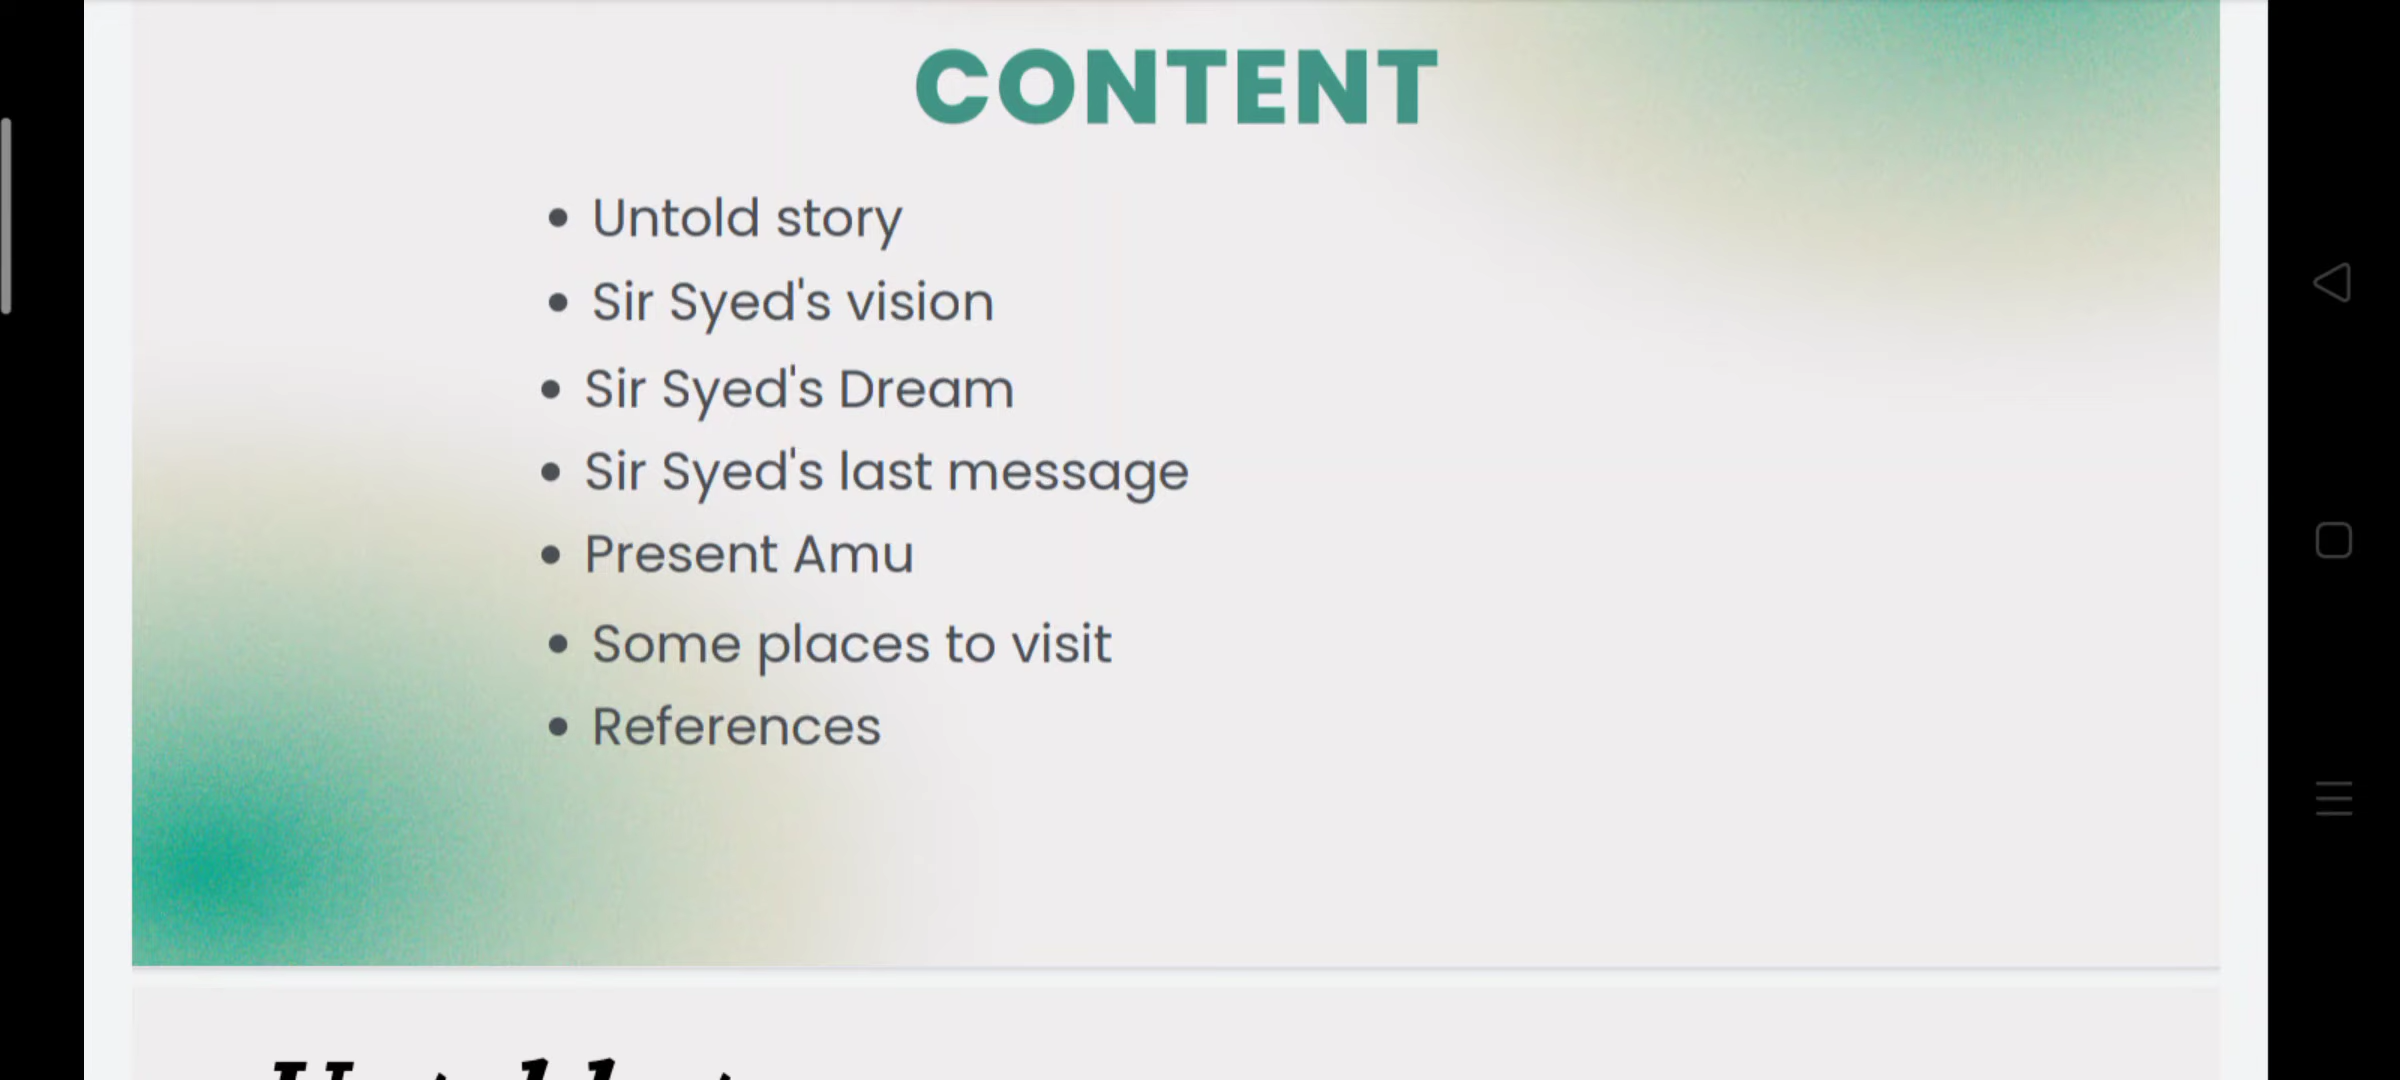 CONTENT
• Untold story
• Sir Syed's vision
• Sir Syed's Dream
• Sir Syed's last message
• Present Amu
• Some places to visit
• References